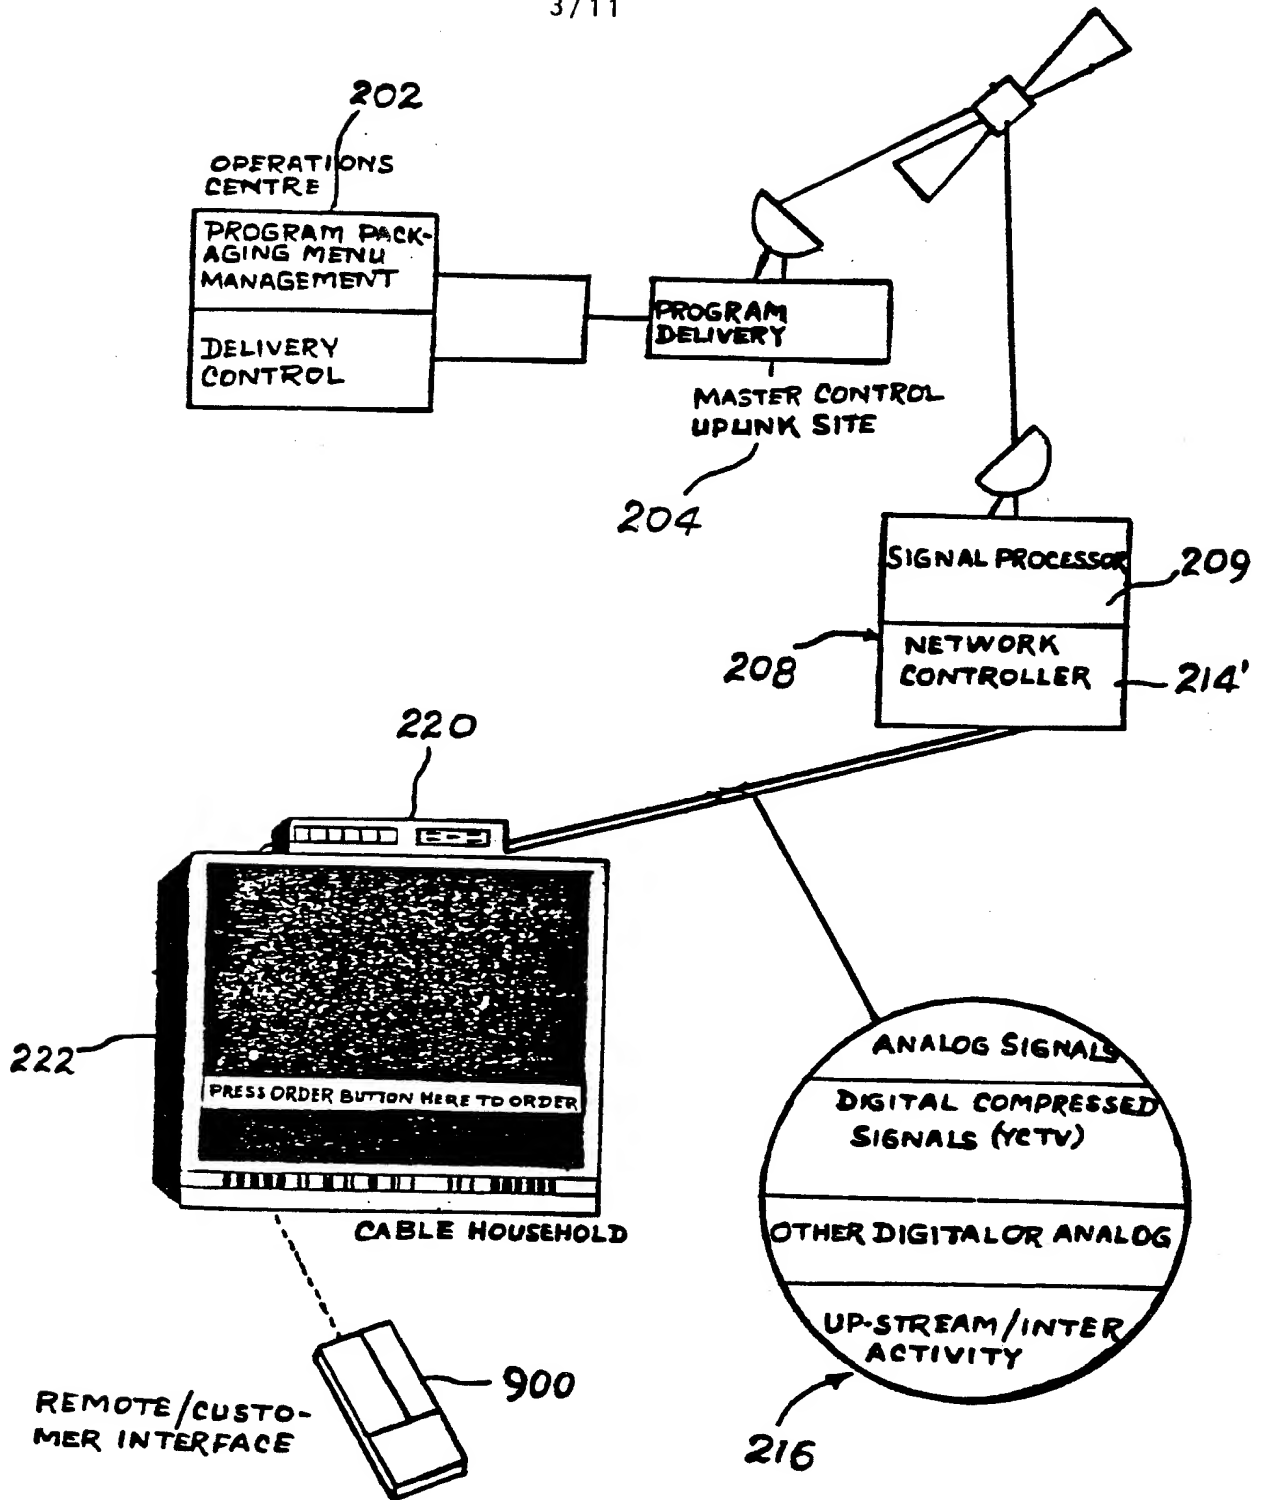 3/11
202
OPERATIONS
CENTRE
PROGRAM PACK-
AGING MENU
MANAGEMENT
DELIVERY
CONTROL
PROGRAM
DELIVERY
MASTER CONTROL
UPLINK SITE
204
SIGNAL PROCESSOR
209
208
NETWORK
CONTROLLER
214'
220
222
PRESS ORDER BUTTON HERE TO ORDER
CABLE HOUSEHOLD
ANALOG SIGNALS
DIGITAL COMPRESSED
SIGNALS (YCTV)
OTHER DIGITAL OR ANALOG
UP-STREAM/INTER
ACTIVITY
216
900
REMOTE/CUSTO-
MER INTERFACE